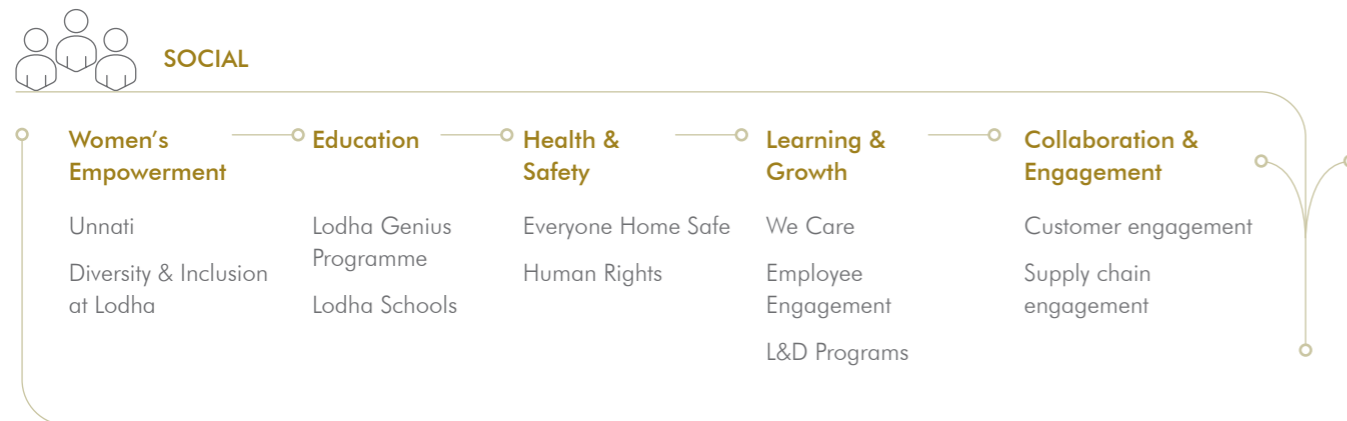 SOCIAL
Women's
Empowerment
Unnati
Diversity & Inclusion
at Lodha
Education
Lodha Genius
Programme
Lodha Schools
Health &
Safety
Everyone Home Safe
Human Rights
Learning &
Growth
We Care
Employee
Engagement
L&D Programs
Collaboration &
Engagement
Customer engagement
Supply chain
engagement